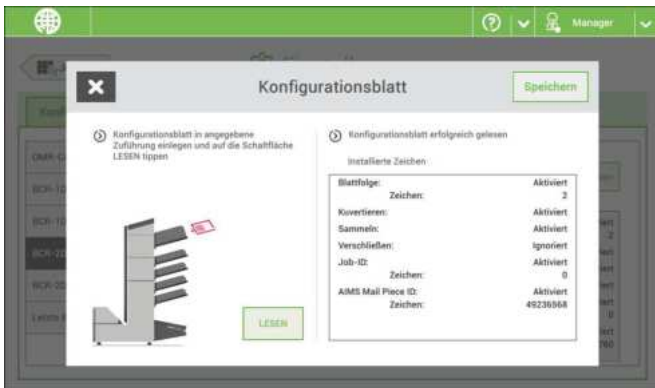 Manager
Konfigurationsblatt
Speichern
Konfigurationsblatt in angegebene
Zuführung einlegen und auf die Schaltfläche
LESEN tippen
LESEN
Konfigurationsblatt erfolgreich gelesen
Installierte Zeichen
Blattfolge: Aktiviert
Zeichen: 2
Kuvertieren: Aktiviert
Sammeln: Aktiviert
Verschließen: Ignoriert
Job-ID: Aktiviert
Zeichen: 0
AIMS Mail Piece ID: Aktiviert
Zeichen: 49236568